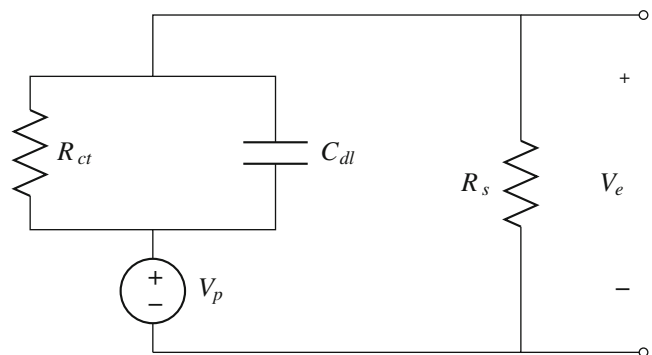 +
R_ct
C_dl
R_s
V_e
+
−
V_p
−